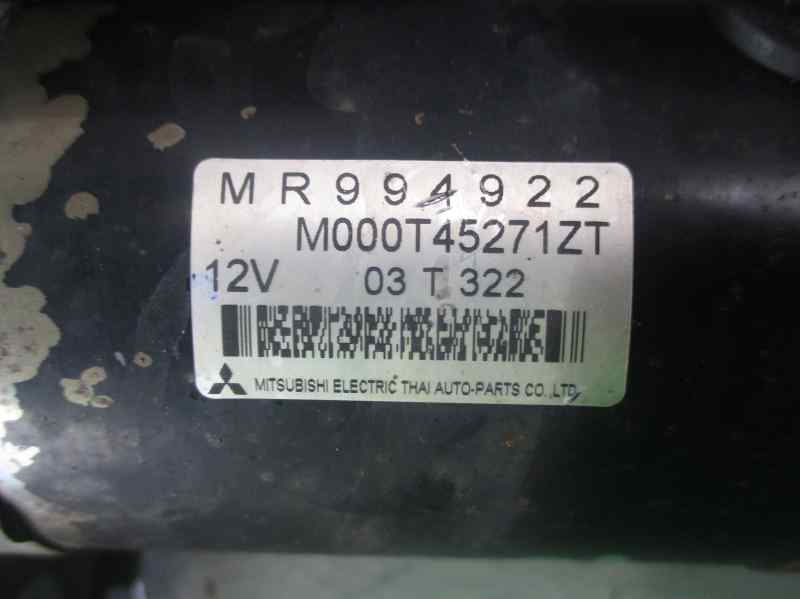 MR994922
M000T45271ZT
12V 03 T 322
MITSUBISHI ELECTRIC THAI AUTO-PARTS CO.,LTD.